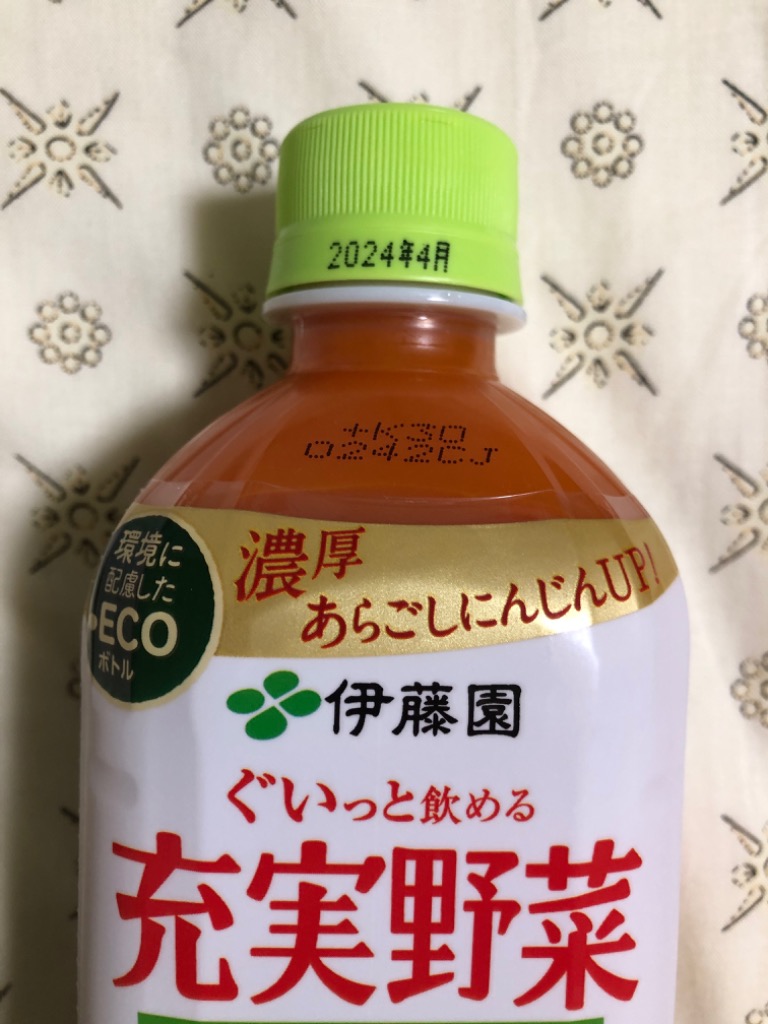 2024年4月
+K30
02420J
濃厚
あらごしにんじんUP!
環境に
配慮した
ECO
ボトル
伊藤園
ぐいっと飲める
充実野菜